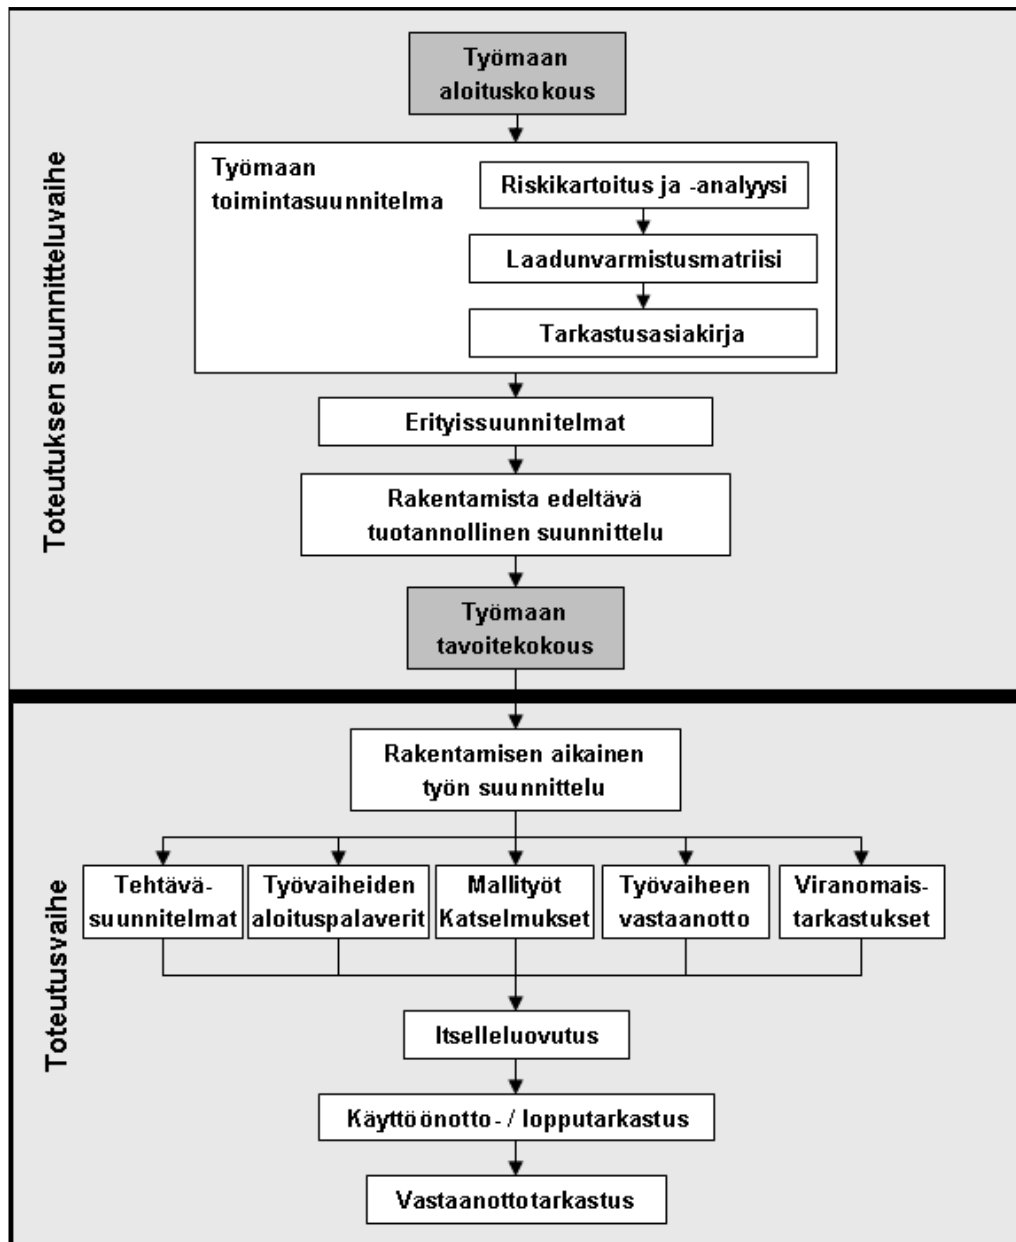 Toteutuksen suunnitteluvaihe
Työmaan
aloituskokous
Työmaan
toimintasuunnitelma
Riskikartoitus ja -analyysi
Laadunvarmistusmatriisi
Tarkastusasiakirja
Erityissuunnitelmat
Rakentamista edeltävä
tuotannollinen suunnittelu
Työmaan
tavoitekokous
Toteutusvaihe
Rakentamisen aikainen
työn suunnittelu
Tehtävä-
suunnitelmat
Työvaiheiden
aloituspalaverit
Mallityöt
Katselmukset
Työvaiheen
vastaanotto
Viranomais-
tarkastukset
Itselleluovutus
Käyttöönotto- / lopputarkastus
Vastaanottotarkastus